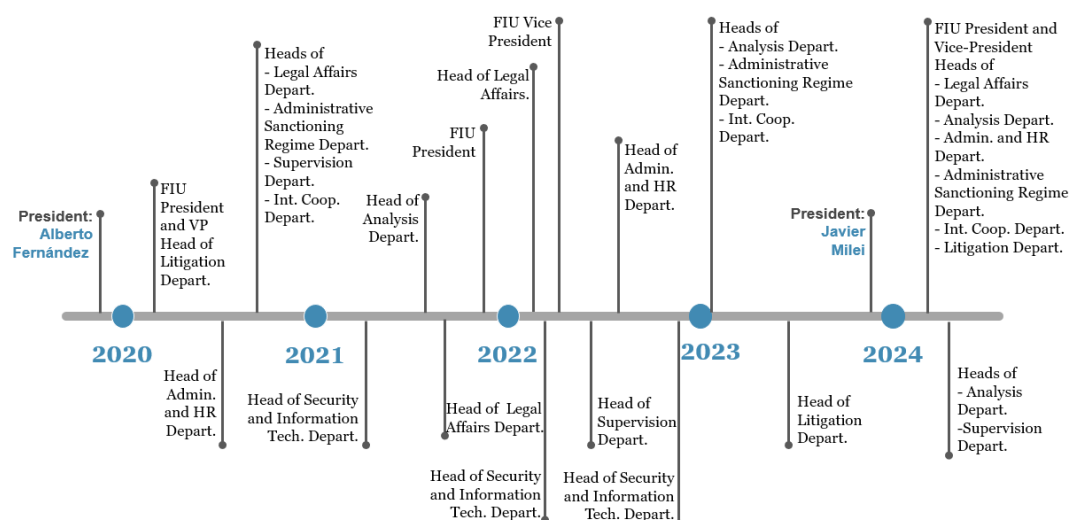 President:
Alberto
Fernández
FIU
President
and VP
Head of
Litigation
Depart.
Heads of
- Legal Affairs
Depart.
- Administrative
Sanctioning
Regime Depart.
- Supervision
Depart.
- Int. Coop.
Depart.
Head of
Analysis
Depart.
FIU
President
Head of Legal
Affairs.
FIU Vice
President
Head of
Admin.
and HR
Depart.
Heads of
- Analysis Depart.
- Administrative
Sanctioning Regime
Depart.
- Int. Coop.
Depart.
President:
Javier
Milei
FIU President and
Vice-President
Heads of
- Legal Affairs
Depart.
- Analysis Depart.
- Admin. and HR
Depart.
- Administrative
Sanctioning Regime
Depart.
- Int. Coop. Depart.
- Litigation Depart.
2020
2021
2022
2023
2024
Head of
Admin.
and HR
Depart.
Head of Security
and Information
Tech. Depart.
Head of Legal
Affairs Depart.
Head of Security
and Information
Tech. Depart.
Head of
Supervision
Depart.
Head of Security
and Information
Tech. Depart.
Head of
Litigation
Depart.
Heads of
- Analysis
Depart.
-Supervision
Depart.